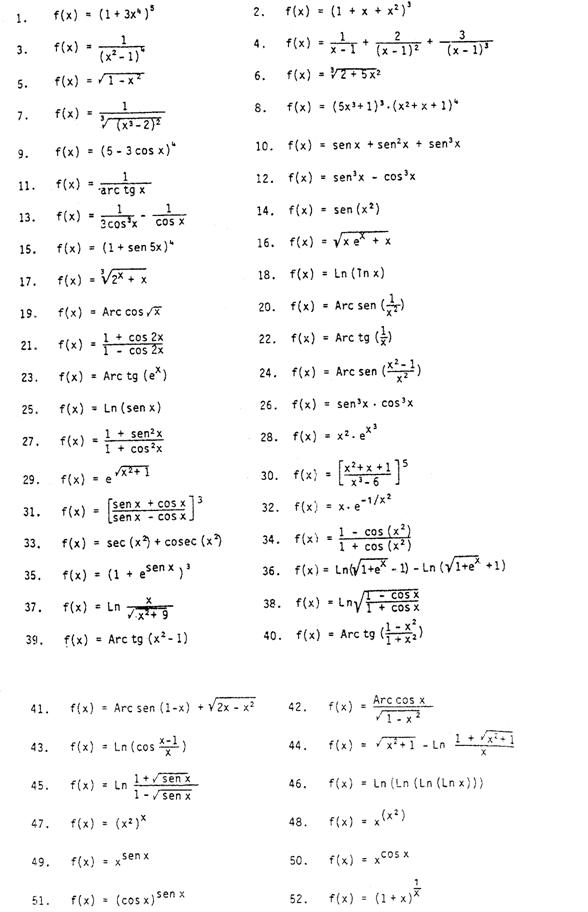 1. f(x) = (1 + 3x⁴)⁵
2. f(x) = (1 + x + x²)³
3. f(x) = 1/(x² - 1)⁴
4. f(x) = 1/(x - 1) + 2/(x - 1)² + 3/(x - 1)³
5. f(x) = √(1 - x²)
6. f(x) = ³√(2 + 5x²)
7. f(x) = 1/³√((x³ - 2)²)
8. f(x) = (5x³ + 1)³ · (x² + x + 1)⁴
9. f(x) = (5 - 3 cos x)⁴
10. f(x) = sen x + sen²x + sen³x
11. f(x) = 1/(arc tg x)
12. f(x) = sen³x - cos³x
13. f(x) = 1/(3cos³x) - 1/(cos x)
14. f(x) = sen (x²)
15. f(x) = (1 + sen 5x)⁴
16. f(x) = √(x eˣ + x)
17. f(x) = ³√(2ˣ + x)
18. f(x) = Ln (ln x)
19. f(x) = Arc cos √x
20. f(x) = Arc sen (1/x²)
21. f(x) = (1 + cos 2x)/(1 - cos 2x)
22. f(x) = Arc tg (1/x)
23. f(x) = Arc tg (eˣ)
24. f(x) = Arc sen ((x² - 1)/x²)
25. f(x) = Ln (sen x)
26. f(x) = sen³x · cos³x
27. f(x) = (1 + sen²x)/(1 + cos²x)
28. f(x) = x² · e^(x³)
29. f(x) = e^(√(x² + 1))
30. f(x) = [(x² + x + 1)/(x³ - 6)]⁵
31. f(x) = [(sen x + cos x)/(sen x - cos x)]³
32. f(x) = x · e^(-1/x²)
33. f(x) = sec (x²) + cosec (x²)
34. f(x) = (1 - cos (x²))/(1 + cos (x²))
35. f(x) = (1 + e^(sen x))³
36. f(x) = Ln(√(1+eˣ) - 1) - Ln (√(1+eˣ) + 1)
37. f(x) = Ln x/√(x² + 9)
38. f(x) = Ln√((1 - cos x)/(1 + cos x))
39. f(x) = Arc tg (x² - 1)
40. f(x) = Arc tg ((1 - x²)/(1 + x²))
41. f(x) = Arc sen (1-x) + √(2x - x²)
42. f(x) = (Arc cos x)/√(1 - x²)
43. f(x) = Ln (cos (x-1)/x)
44. f(x) = √(x² + 1) - Ln (1 + √(x² + 1))/x
45. f(x) = Ln (1 + √(sen x))/(1 - √(sen x))
46. f(x) = Ln (Ln (Ln (Ln x)))
47. f(x) = (x²)ˣ
48. f(x) = x^(x²)
49. f(x) = x^(sen x)
50. f(x) = x^(cos x)
51. f(x) = (cos x)^(sen x)
52. f(x) = (1 + x)^(1/x)